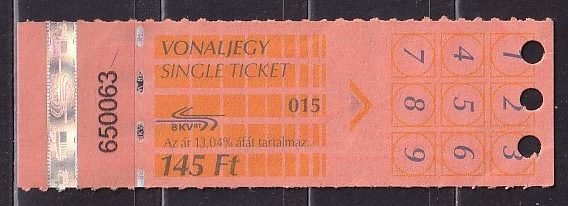 650063
VONALJEGY
SINGLE TICKET
015
BKV Rt
Az ár 13,04% áfát tartalmaz.
145 Ft
1 2 3
4 5 6
7 8 9